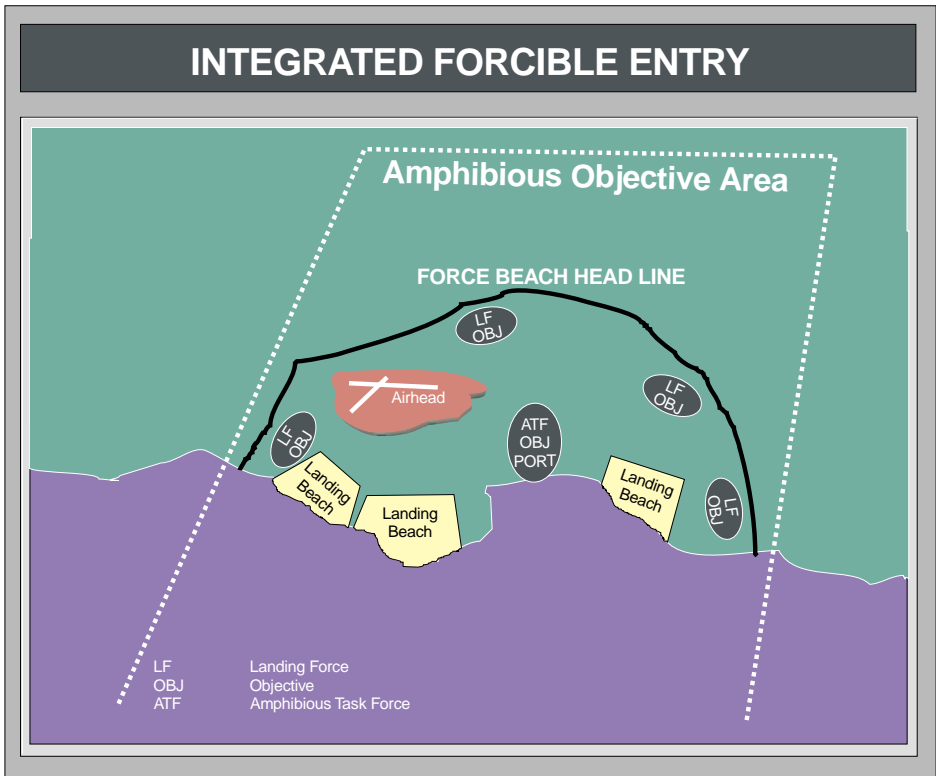 INTEGRATED FORCIBLE ENTRY
Amphibious Objective Area
FORCE BEACH HEAD LINE
LF
OBJ
Airhead
LF
OBJ
ATF
OBJ
PORT
LF
OBJ
Landing
Beach
Landing
Beach
Landing
Beach
LF
OBJ
LF Landing Force
OBJ Objective
ATF Amphibious Task Force